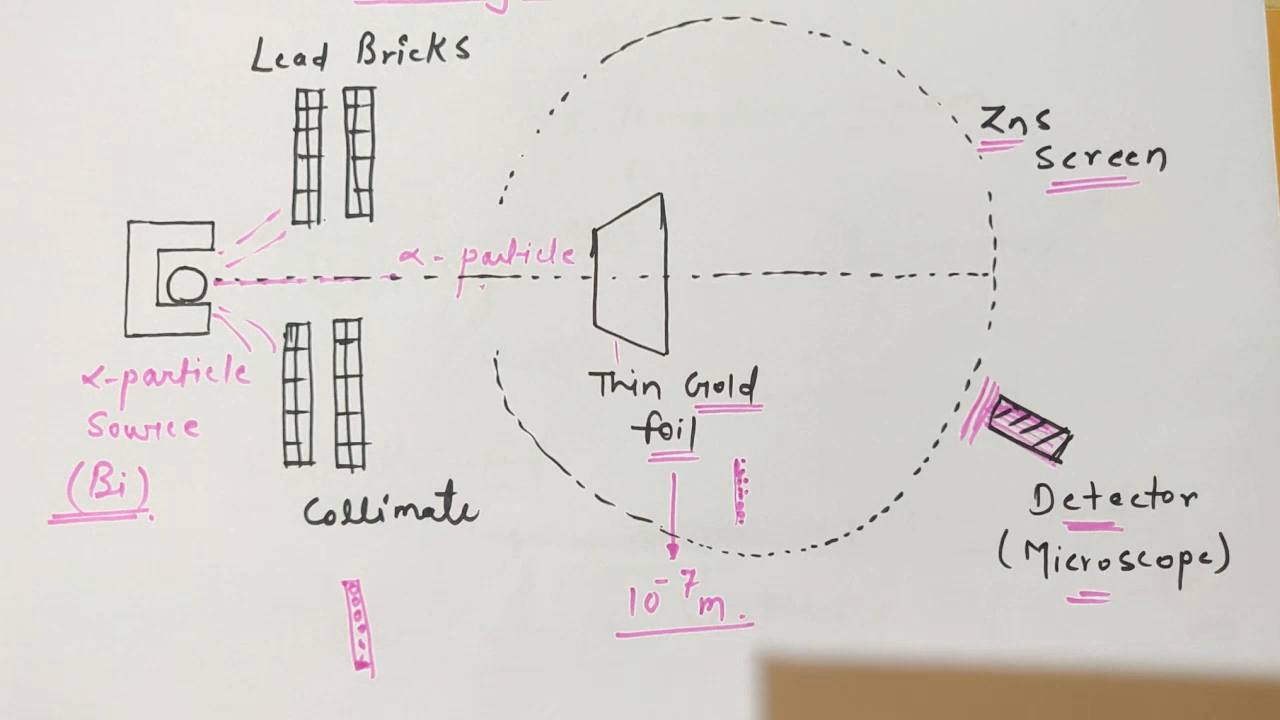 Lead Bricks
ZnS
Screen
α-particle
α-particle
Source
(Bi)
Thin Gold
foil
Collimate
Detector
(Microscope)
10⁻⁷m.